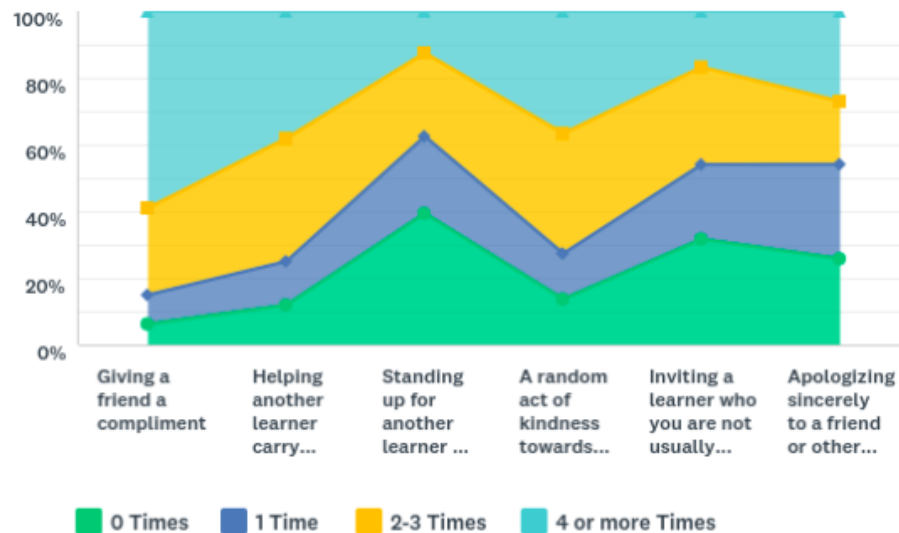 100%
80%
60%
40%
20%
0%
Giving a
friend a
compliment
Helping
another
learner
carry...
Standing
up for
another
learner ...
A random
act of
kindness
towards...
Inviting a
learner who
you are not
usually...
Apologizing
sincerely
to a friend
or other...
0 Times
1 Time
2-3 Times
4 or more Times